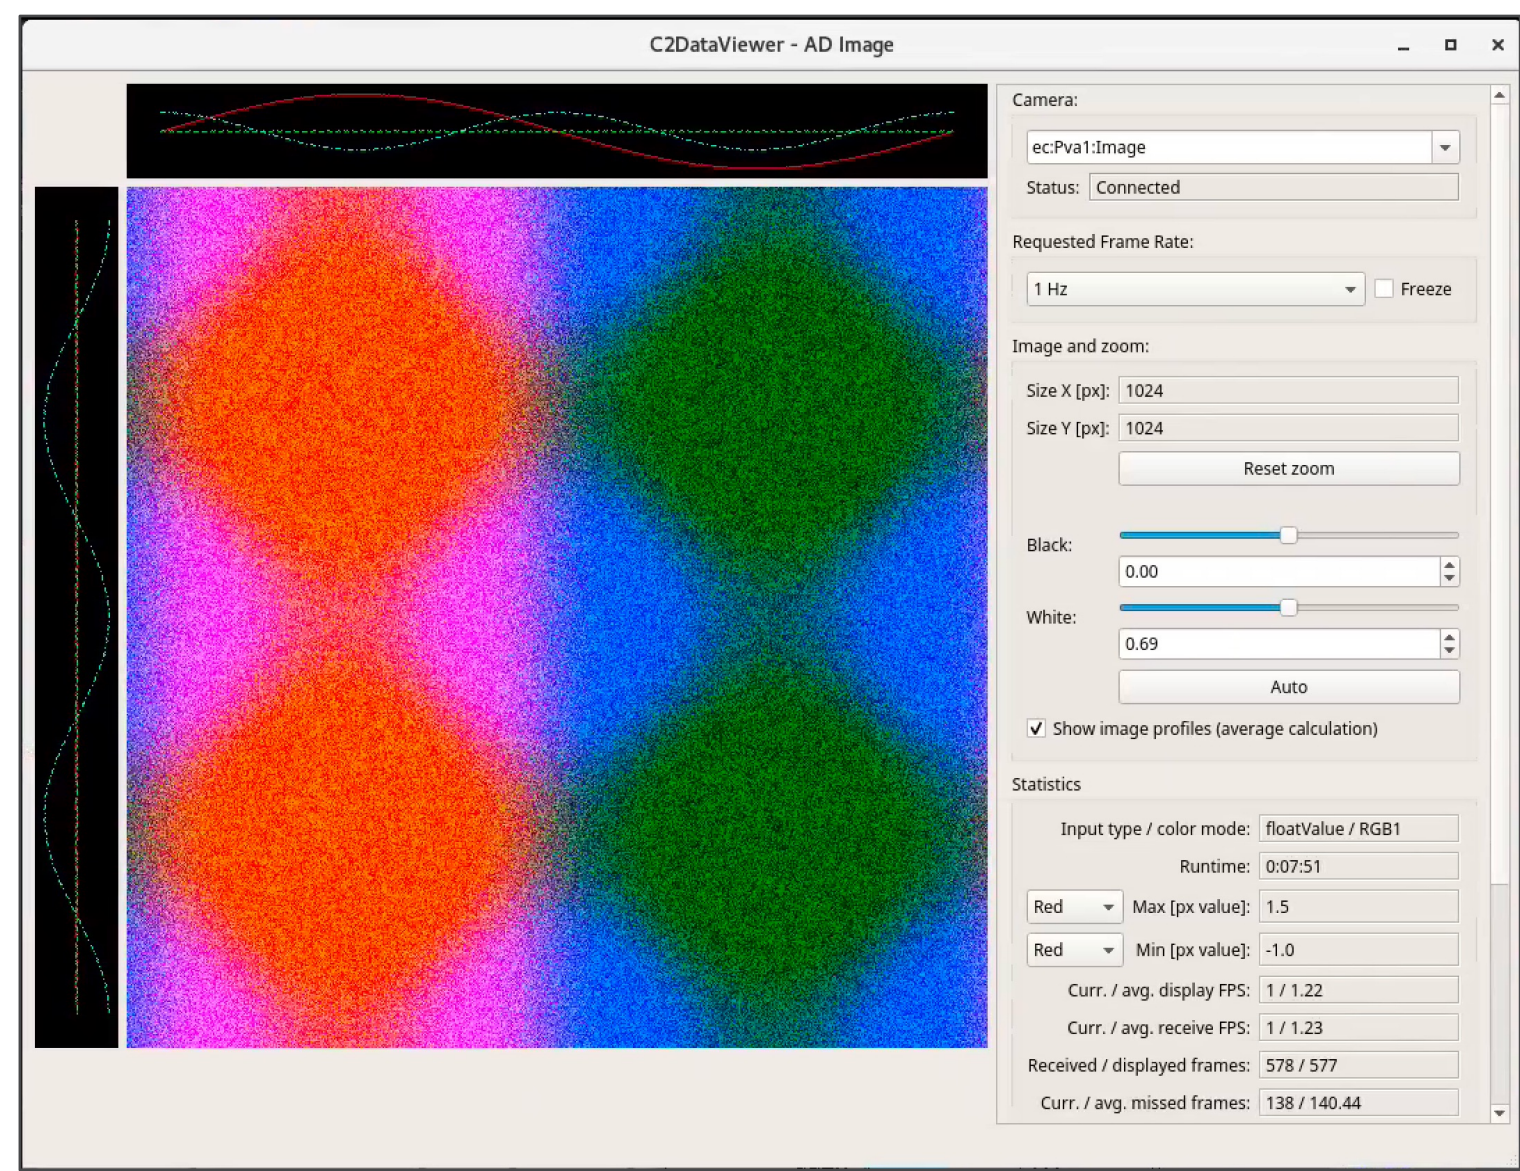 C2DataViewer - AD Image
Camera:
ec:Pva1:Image
Status: Connected
Requested Frame Rate:
1 Hz Freeze
Image and zoom:
Size X [px]: 1024
Size Y [px]: 1024
Reset zoom
Black:
0.00
White:
0.69
Auto
Show image profiles (average calculation)
Statistics
Input type / color mode: floatValue / RGB1
Runtime: 0:07:51
Red Max [px value]: 1.5
Red Min [px value]: -1.0
Curr. / avg. display FPS: 1 / 1.22
Curr. / avg. receive FPS: 1 / 1.23
Received / displayed frames: 578 / 577
Curr. / avg. missed frames: 138 / 140.44